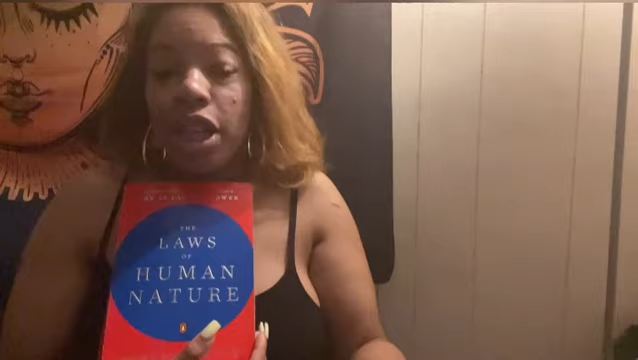 THE
LAWS
OF
HUMAN
NATURE